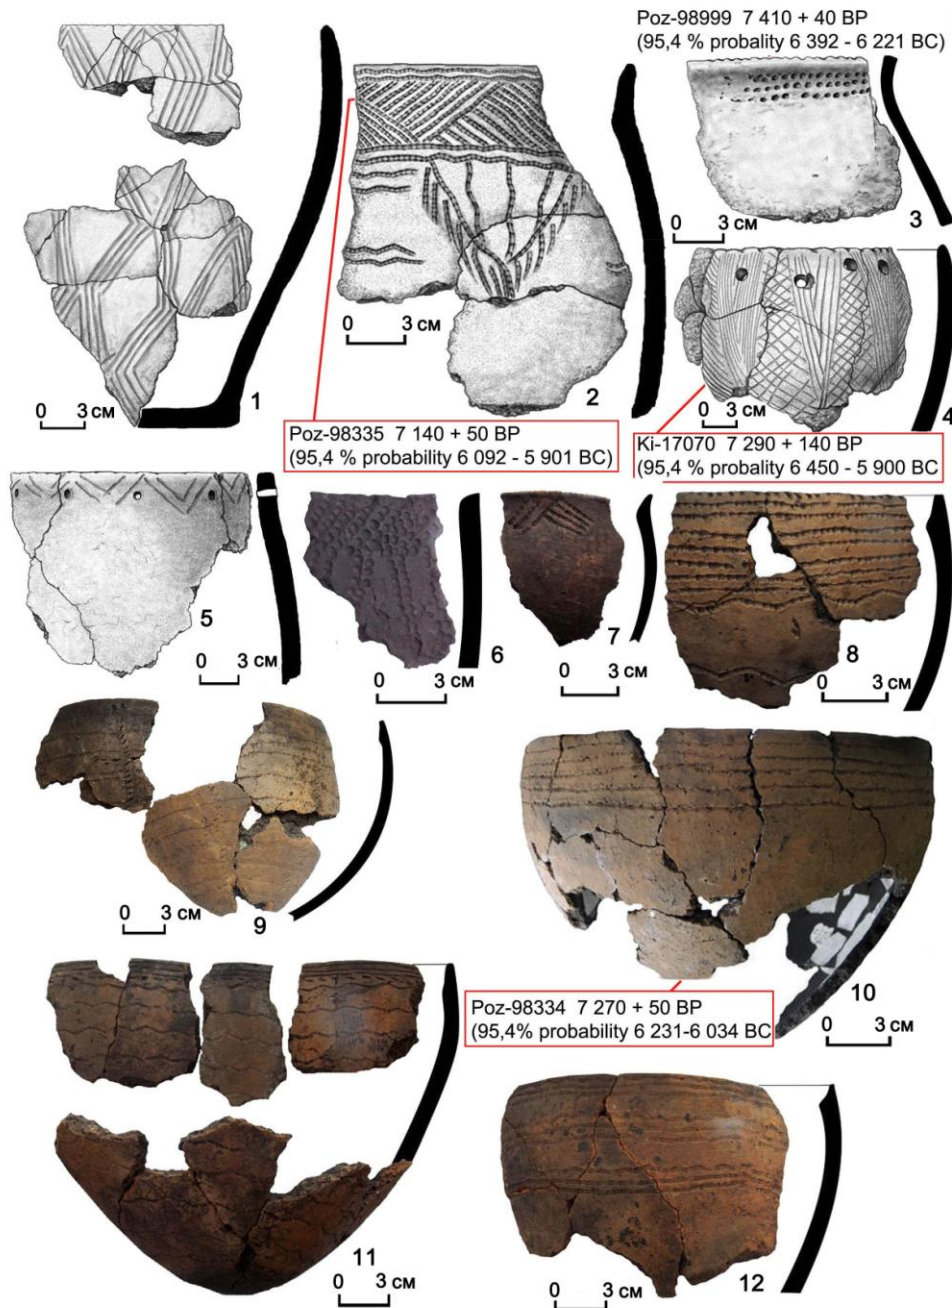 Poz-98999 7 410 + 40 BP
(95,4 % probality 6 392 - 6 221 BC)
0 3 см
3
0 3 см
1
0 3 см
2
0 3 см
4
Poz-98335 7 140 + 50 BP
(95,4 % probability 6 092 - 5 901 BC)
Ki-17070 7 290 + 140 BP
(95,4 % probality 6 450 - 5 900 BC
5
0 3 см
6
0 3 см
7
0 3 см
8
0 3 см
0 3 см
9
Poz-98334 7 270 + 50 BP
(95,4% probability 6 231-6 034 BC
10
0 3 см
11
0 3 см
12
0 3 см